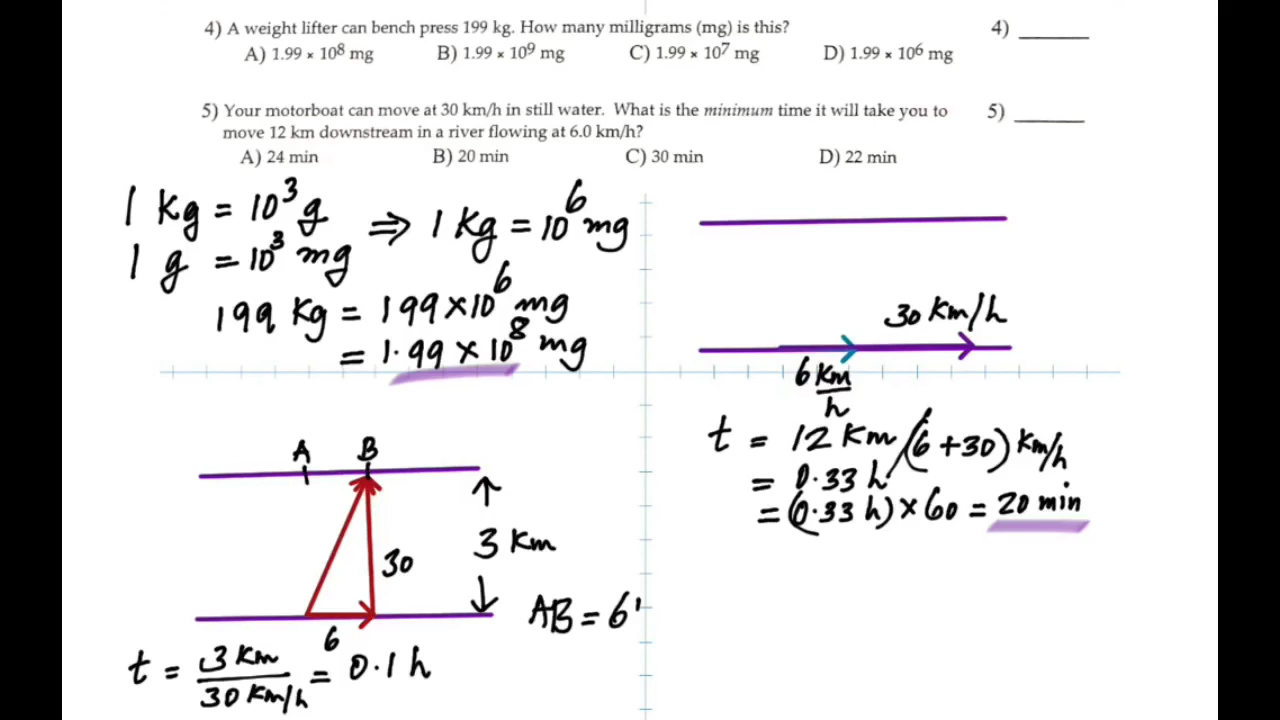 4) A weight lifter can bench press 199 kg. How many milligrams (mg) is this? 4) ______
A) 1.99 × 10⁸ mg B) 1.99 × 10⁹ mg C) 1.99 × 10⁷ mg D) 1.99 × 10⁶ mg
5) Your motorboat can move at 30 km/h in still water. What is the minimum time it will take you to 5) ______
move 12 km downstream in a river flowing at 6.0 km/h?
A) 24 min B) 20 min C) 30 min D) 22 min
1 Kg = 10³ g
1 g = 10³ mg
⇒ 1 Kg = 10⁶ mg
199 Kg = 199 × 10⁶ mg
= 1.99 × 10⁸ mg
30 Km/h
6 Km/h
t = 12 Km/(6+30) Km/h
= 0.33 h
= (0.33 h) × 60 = 20 min
A B
30
3 Km
6
AB = 6
t = 3 Km / 30 Km/h = 0.1 h